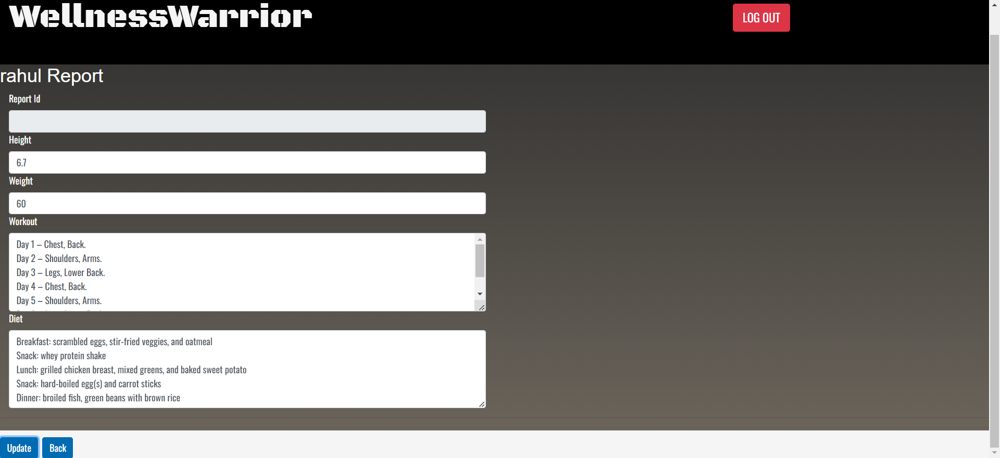 WellnessWarrior
LOG OUT
rahul Report
Report Id
Height
6.7
Weight
60
Workout
Day 1 – Chest, Back.
Day 2 – Shoulders, Arms.
Day 3 – Legs, Lower Back.
Day 4 – Chest, Back.
Day 5 – Shoulders, Arms.
Diet
Breakfast: scrambled eggs, stir-fried veggies, and oatmeal
Snack: whey protein shake
Lunch: grilled chicken breast, mixed greens, and baked sweet potato
Snack: hard-boiled egg(s) and carrot sticks
Dinner: broiled fish, green beans with brown rice
Update Back